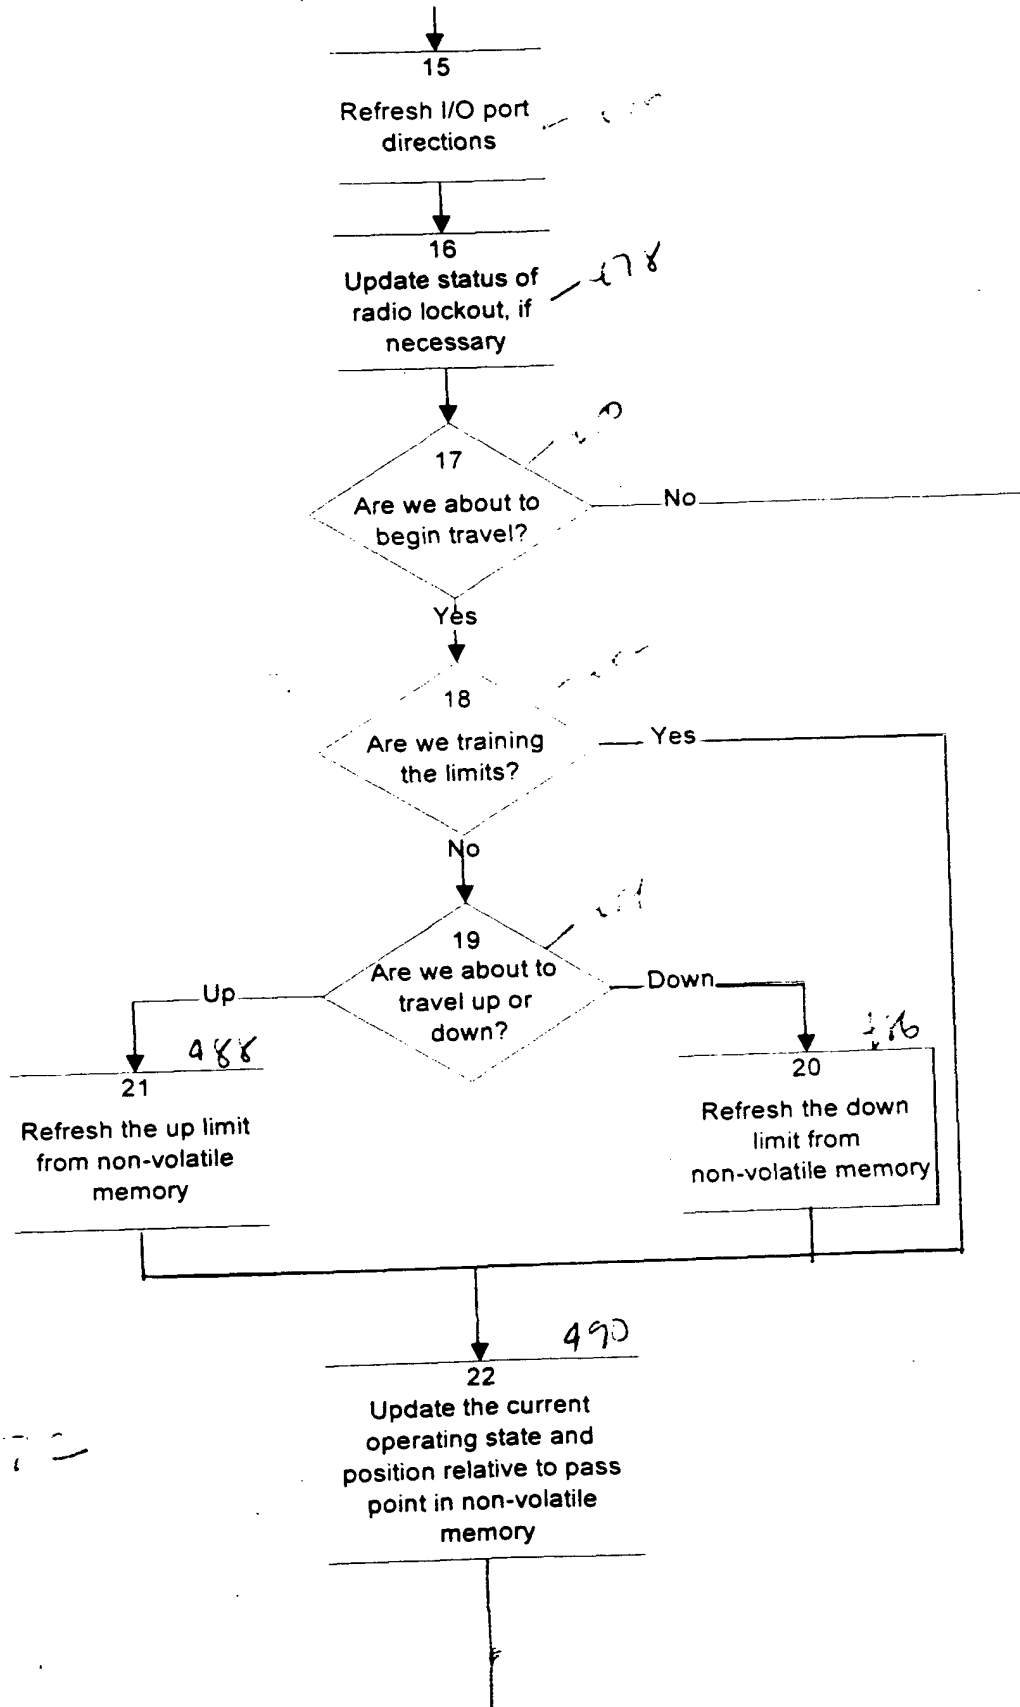 15
Refresh I/O port
directions
16
Update status of
radio lockout, if
necessary
478
17
Are we about to
begin travel?
No
Yes
18
Are we training
the limits?
Yes
No
19
Are we about to
travel up or
down?
Up
Down
488
21
Refresh the up limit
from non-volatile
memory
486
20
Refresh the down
limit from
non-volatile memory
490
22
Update the current
operating state and
position relative to pass
point in non-volatile
memory